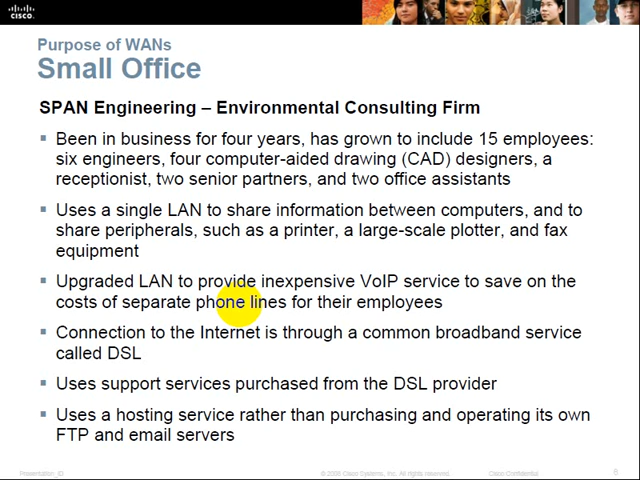 CISCO
Purpose of WANs
Small Office
SPAN Engineering – Environmental Consulting Firm
▪ Been in business for four years, has grown to include 15 employees:
six engineers, four computer-aided drawing (CAD) designers, a
receptionist, two senior partners, and two office assistants
▪ Uses a single LAN to share information between computers, and to
share peripherals, such as a printer, a large-scale plotter, and fax
equipment
▪ Upgraded LAN to provide inexpensive VoIP service to save on the
costs of separate phone lines for their employees
▪ Connection to the Internet is through a common broadband service
called DSL
▪ Uses support services purchased from the DSL provider
▪ Uses a hosting service rather than purchasing and operating its own
FTP and email servers
Presentation_ID © 2008 Cisco Systems, Inc. All rights reserved. Cisco Confidential 8